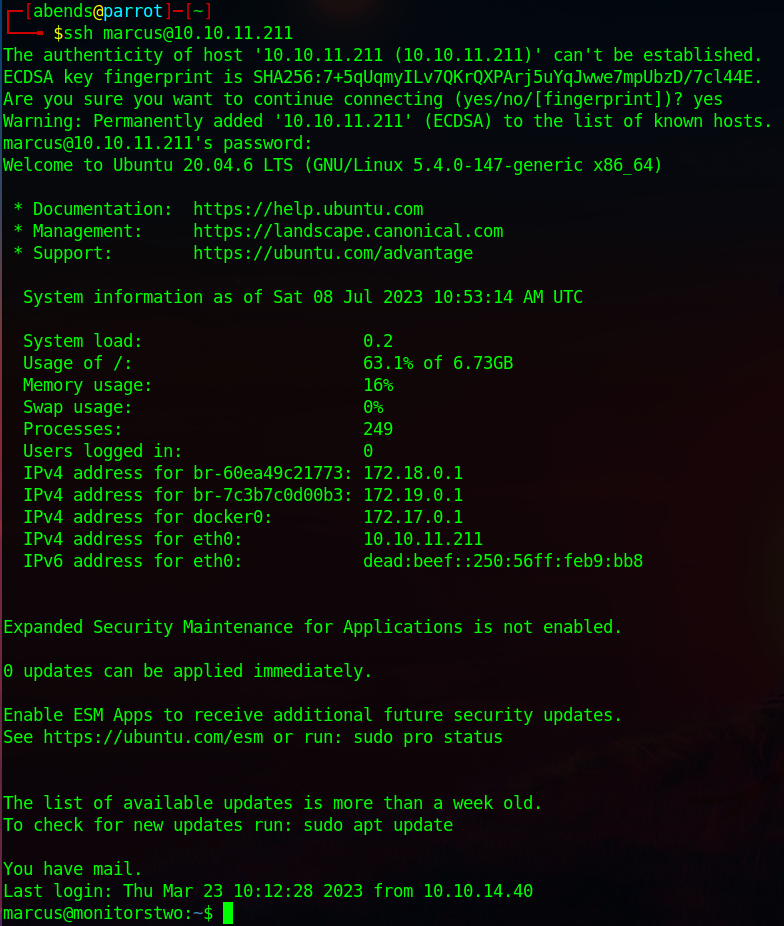 ┌─[abends@parrot]─[~]
└──╼ $ssh marcus@10.10.11.211
The authenticity of host '10.10.11.211 (10.10.11.211)' can't be established.
ECDSA key fingerprint is SHA256:7+5qUqmyILv7QKrQXPArj5uYqJwwe7mpUbzD/7cl44E.
Are you sure you want to continue connecting (yes/no/[fingerprint])? yes
Warning: Permanently added '10.10.11.211' (ECDSA) to the list of known hosts.
marcus@10.10.11.211's password:
Welcome to Ubuntu 20.04.6 LTS (GNU/Linux 5.4.0-147-generic x86_64)

 * Documentation:  https://help.ubuntu.com
 * Management:     https://landscape.canonical.com
 * Support:        https://ubuntu.com/advantage

  System information as of Sat 08 Jul 2023 10:53:14 AM UTC

  System load:                      0.2
  Usage of /:                       63.1% of 6.73GB
  Memory usage:                     16%
  Swap usage:                       0%
  Processes:                        249
  Users logged in:                  0
  IPv4 address for br-60ea49c21773: 172.18.0.1
  IPv4 address for br-7c3b7c0d00b3: 172.19.0.1
  IPv4 address for docker0:         172.17.0.1
  IPv4 address for eth0:            10.10.11.211
  IPv6 address for eth0:            dead:beef::250:56ff:feb9:bb8

Expanded Security Maintenance for Applications is not enabled.

0 updates can be applied immediately.

Enable ESM Apps to receive additional future security updates.
See https://ubuntu.com/esm or run: sudo pro status

The list of available updates is more than a week old.
To check for new updates run: sudo apt update

You have mail.
Last login: Thu Mar 23 10:12:28 2023 from 10.10.14.40
marcus@monitorstwo:~$